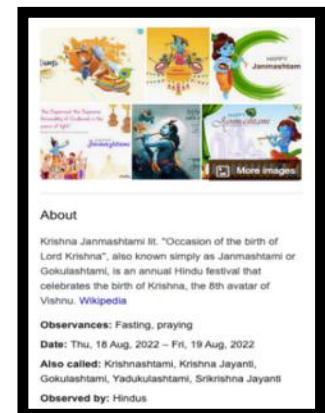 HAPPY
Janmashtam
Janmashtami
Janmashtami
More images
About
Krishna Janmashtami lit. "Occasion of the birth of
Lord Krishna", also known simply as Janmashtami or
Gokulashtami, is an annual Hindu festival that
celebrates the birth of Krishna, the 8th avatar of
Vishnu. Wikipedia
Observances: Fasting, praying
Date: Thu, 18 Aug, 2022 – Fri, 19 Aug, 2022
Also called: Krishnashtami, Krishna Jayanti,
Gokulashtami, Yadukulashtami, Srikrishna Jayanti
Observed by: Hindus